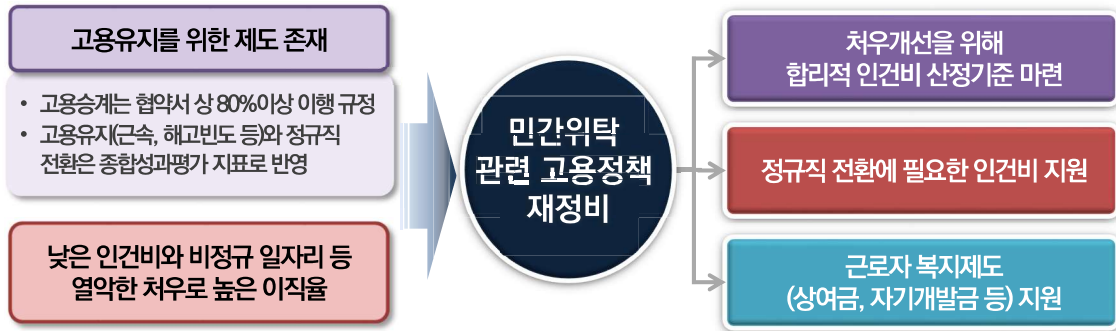 고용유지를 위한 제도 존재
• 고용승계는 협약서 상 80%이상 이행 규정
• 고용유지(근속, 해고빈도 등)와 정규직
전환은 종합성과평가 지표로 반영
낮은 인건비와 비정규 일자리 등
열악한 처우로 높은 이직율
민간위탁
관련 고용정책
재정비
처우개선을 위해
합리적 인건비 산정기준 마련
정규직 전환에 필요한 인건비 지원
근로자 복지제도
(상여금, 자기개발금 등) 지원